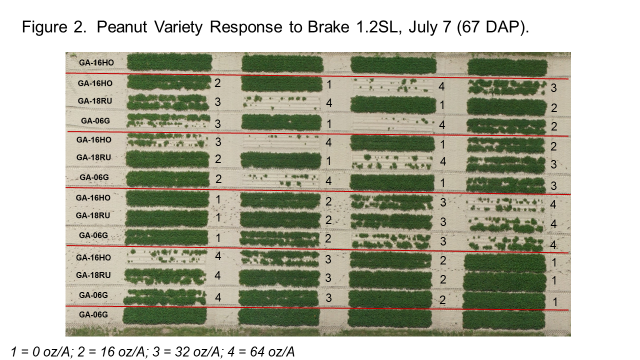 Figure 2. Peanut Variety Response to Brake 1.2SL, July 7 (67 DAP).
GA-16HO
GA-16HO 2 1 4 3
GA-18RU 3 4 1 2
GA-06G 3 1 4 2
GA-16HO 3 4 1 2
GA-18RU 2 1 4 3
GA-06G 2 4 1 3
GA-16HO 1 2 3 4
GA-18RU 1 2 3 4
GA-06G 1 2 3 4
GA-16HO 4 3 2 1
GA-18RU 4 3 2 1
GA-06G 4 3 2 1
GA-06G
1 = 0 oz/A; 2 = 16 oz/A; 3 = 32 oz/A; 4 = 64 oz/A